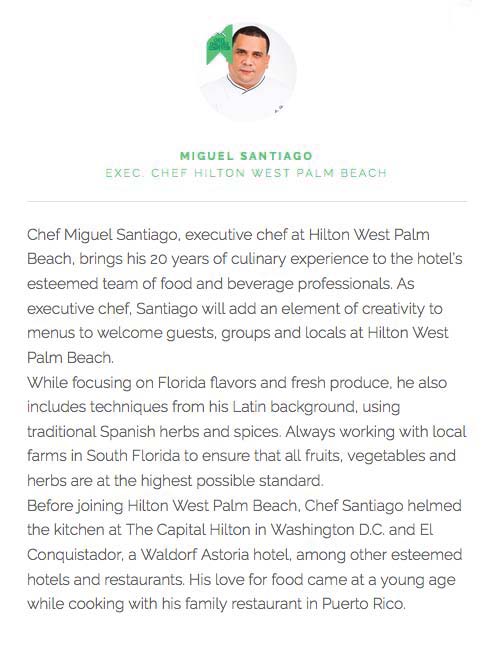 MIGUEL SANTIAGO
EXEC. CHEF HILTON WEST PALM BEACH
Chef Miguel Santiago, executive chef at Hilton West Palm
Beach, brings his 20 years of culinary experience to the hotel's
esteemed team of food and beverage professionals. As
executive chef, Santiago will add an element of creativity to
menus to welcome guests, groups and locals at Hilton West
Palm Beach.
While focusing on Florida flavors and fresh produce, he also
includes techniques from his Latin background, using
traditional Spanish herbs and spices. Always working with local
farms in South Florida to ensure that all fruits, vegetables and
herbs are at the highest possible standard.
Before joining Hilton West Palm Beach, Chef Santiago helmed
the kitchen at The Capital Hilton in Washington D.C. and El
Conquistador, a Waldorf Astoria hotel, among other esteemed
hotels and restaurants. His love for food came at a young age
while cooking with his family restaurant in Puerto Rico.